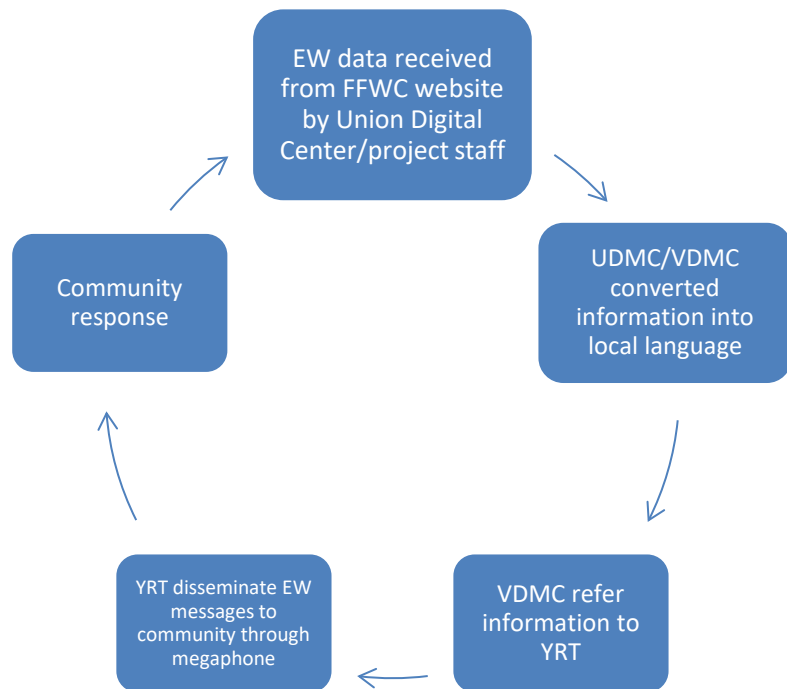 EW data received
from FFWC website
by Union Digital
Center/project staff
UDMC/VDMC
converted
information into
local language
VDMC refer
information to
YRT
YRT disseminate EW
messages to
community through
megaphone
Community
response